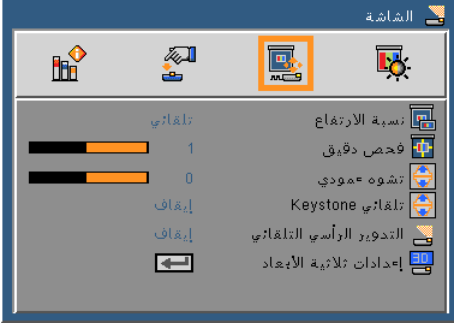 الشاشة
نسبة الارتفاع تلقائي
فحص دقيق 1
تشوه عمودي 0
تلقائي Keystone إيقاف
التدوير الرأسي التلقائي إيقاف
إعدادات ثلاثية الأبعاد
3D